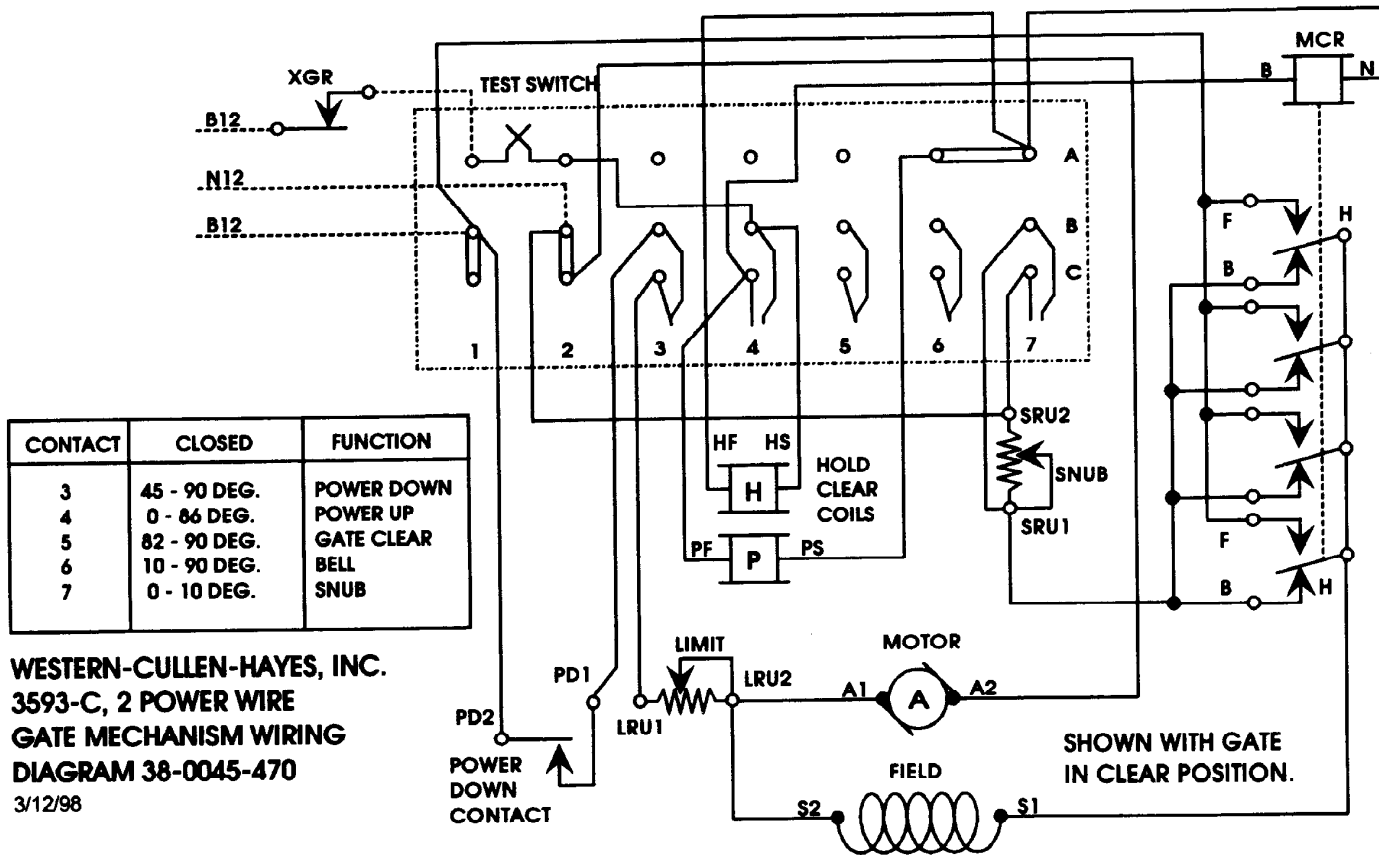 MCR
XGR
TEST SWITCH
B N
B12
A
N12
B12
B
F H
C
B
1 2 3 4 5 6 7
SRU2
CONTACT CLOSED FUNCTION
3 45 - 90 DEG. POWER DOWN
4 0 - 86 DEG. POWER UP
5 82 - 90 DEG. GATE CLEAR
6 10 - 90 DEG. BELL
7 0 - 10 DEG. SNUB
HF HS
H
HOLD
CLEAR
COILS
SNUB
SRU1
PF P PS
F
B H
WESTERN-CULLEN-HAYES, INC.
3593-C, 2 POWER WIRE
GATE MECHANISM WIRING
DIAGRAM 38-0045-470
3/12/98
LIMIT
MOTOR
PD1
LRU2
A1 A A2
PD2
LRU1
POWER
DOWN
CONTACT
FIELD
S2 S1
SHOWN WITH GATE
IN CLEAR POSITION.